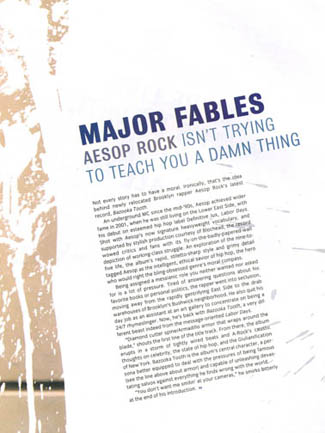 MAJOR FABLES
AESOP ROCK ISN'T TRYING
TO TEACH YOU A DAMN THING
Not every story has to have a moral. Ironically, that's the idea
behind newly relocated Brooklyn rapper Aesop Rock's latest
record, Bazooka Tooth.
An underground MC since the mid-'90s, Aesop achieved wider
fame in 2001, when he was still living on the Lower East Side, with
his debut on esteemed hip hop label Definitive Jux, Labor Days.
Shot with Aesop's now signature heavyweight vocabulary, and
supported by stylish production courtesy of Blockhead, the record
wowed critics and fans with its fly-on-the-badly-papered-wall
depiction of working-class struggle. An exploration of the nine-to-
five life, the album's rapid, stiletto-sharp style and grimy detail
tagged Aesop as the intelligent, ethical savior of hip hop, the hero
who would right the bling-obsessed genre's moral compass.
Being assigned a messianic role you neither wanted nor asked
for is a lot of pressure. Tired of answering questions about his
favorite books or personal politics, the rapper went into seclusion,
moving away from the rapidly gentrifying East Side to the drab
warehouses of Brooklyn's Bushwick neighborhood. He also quit his
day job as an assistant at an art gallery to concentrate on being a
24/7 rhymeslinger. Now, he's back with Bazooka Tooth, a very
beast indeed from the message-oriented Labor Days.
"Diamond cutter spinerkomaddio armor that wraps around the
blade," shouts the first line of the title track. From there, the album
erupts in a storm of tightly wired beats and A-Rock's caustic
thoughts on celebrity, the state of hip hop, and the Giulianification
of New York. Bazooka Tooth is the album's central character, a per-
sona better equipped to deal with the pressures of being famous
(see the line above about armor) and capable of unleashing devas-
tating salvos against everything he finds wrong with the world.
"You don't want me smilin' at your cameras," he smirks bitterly
at the end of his introduction.